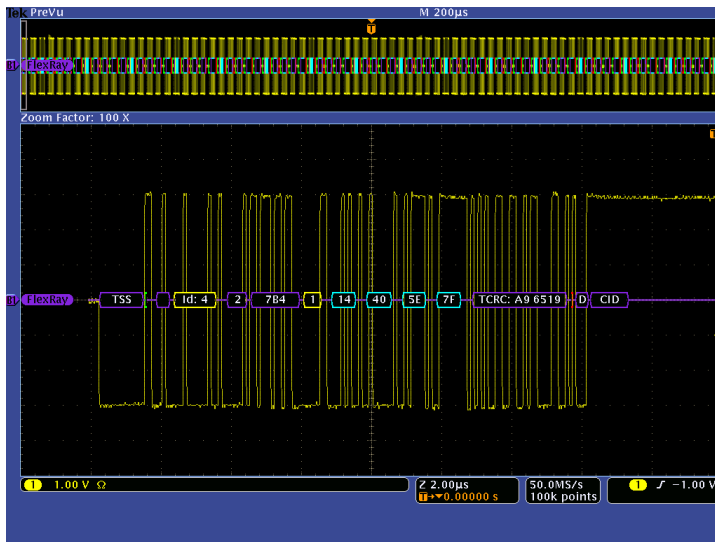 Tek PreVu M 200µs
T
B1 FlexRay
Zoom Factor: 100 X
T
B1 FlexRay TSS Id: 4 2 7B4 1 14 40 5E 7F TCRC: A9 6519 D CID
1 1.00 V Ω Z 2.00µs 50.0MS/s 1 −1.00 V
T→▼0.00000 s 100k points